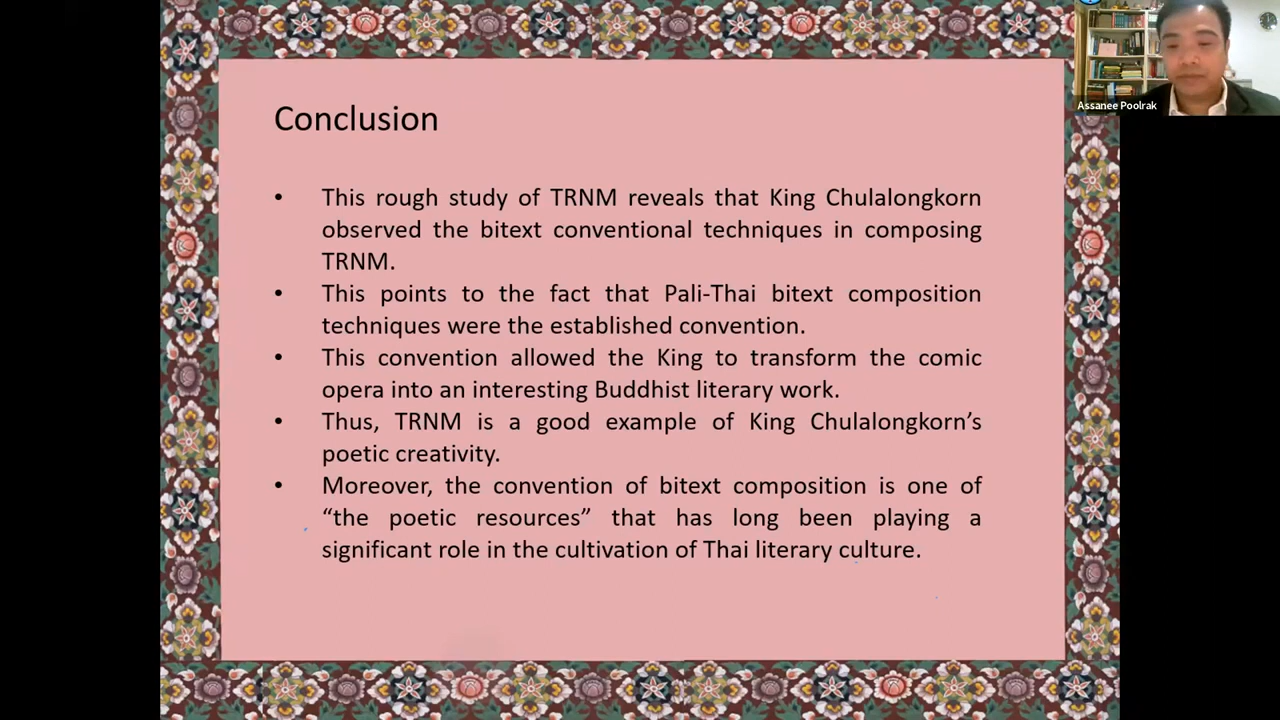 Conclusion
• This rough study of TRNM reveals that King Chulalongkorn
observed the bitext conventional techniques in composing
TRNM.
• This points to the fact that Pali-Thai bitext composition
techniques were the established convention.
• This convention allowed the King to transform the comic
opera into an interesting Buddhist literary work.
• Thus, TRNM is a good example of King Chulalongkorn’s
poetic creativity.
• Moreover, the convention of bitext composition is one of
“the poetic resources” that has long been playing a
significant role in the cultivation of Thai literary culture.
Assanee Poolrak